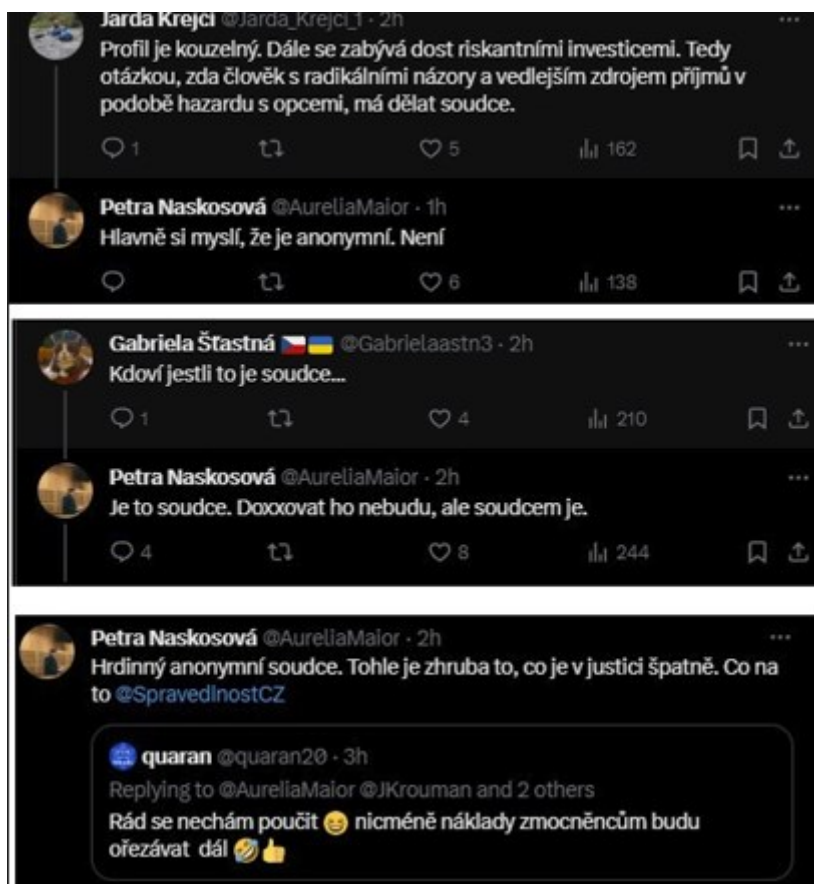 Jarda Krejčí @Jarda_Krejci_1 · 2h
Profil je kouzelný. Dále se zabývá dost riskantními investicemi. Tedy
otázkou, zda člověk s radikálními názory a vedlejším zdrojem příjmů v
podobě hazardu s opcemi, má dělat soudce.
1 5 162
Petra Naskosová @AureliaMaior · 1h
Hlavně si myslí, že je anonymní. Není
6 138
Gabriela Šťastná 🇨🇿🇺🇦 @Gabrielaastn3 · 2h
Kdoví jestli to je soudce...
1 4 210
Petra Naskosová @AureliaMaior · 2h
Je to soudce. Doxxovat ho nebudu, ale soudcem je.
4 8 244
Petra Naskosová @AureliaMaior · 2h
Hrdinný anonymní soudce. Tohle je zhruba to, co je v justici špatně. Co na
to @SpravedlnostCZ
quaran @quaran20 · 3h
Replying to @AureliaMaior @JKrouman and 2 others
Rád se nechám poučit 😆 nicméně náklady zmocněncům budu
ořezávat dál 🤣👍